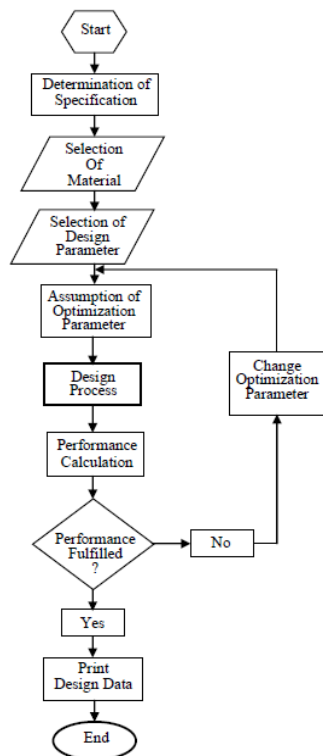 Start
Determination of
Specification
Selection
Of
Material
Selection of
Design
Parameter
Assumption of
Optimization
Parameter
Design
Process
Change
Optimization
Parameter
Performance
Calculation
Performance
Fulfilled
?
No
Yes
Print
Design Data
End